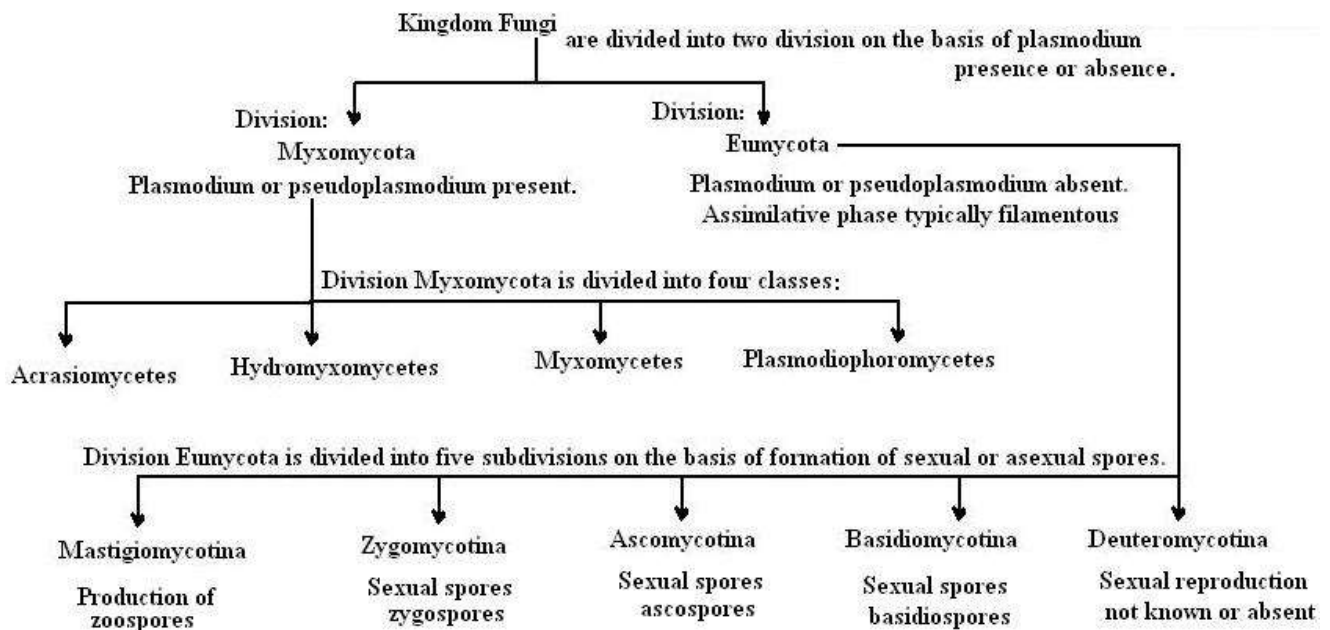 Kingdom Fungi
are divided into two division on the basis of plasmodium
presence or absence.
Division:
Myxomycota
Plasmodium or pseudoplasmodium present.
Division:
Eumycota
Plasmodium or pseudoplasmodium absent.
Assimilative phase typically filamentous
Division Myxomycota is divided into four classes:
Acrasiomycetes
Hydromyxomycetes
Myxomycetes
Plasmodiophoromycetes
Division Eumycota is divided into five subdivisions on the basis of formation of sexual or asexual spores.
Mastigiomycotina
Production of
zoospores
Zygomycotina
Sexual spores
zygospores
Ascomycotina
Sexual spores
ascospores
Basidiomycotina
Sexual spores
basidiospores
Deuteromycotina
Sexual reproduction
not known or absent